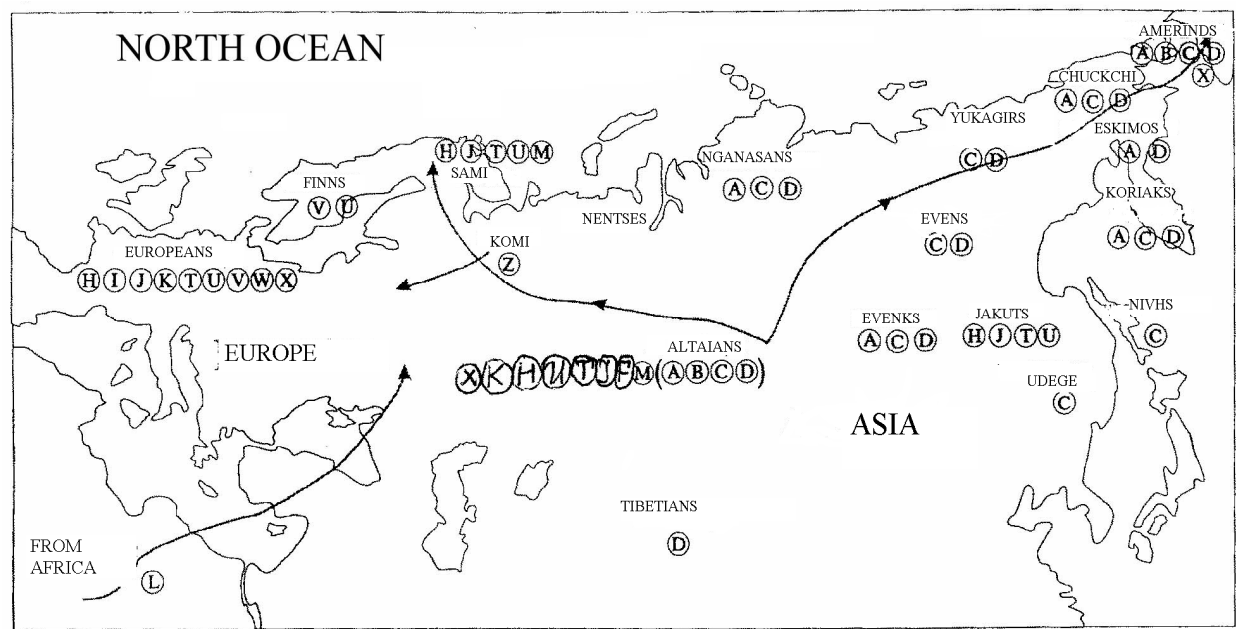 NORTH OCEAN
AMERINDS
A B C D
X
CHUCKCHI
A C D
YUKAGIRS
C D
ESKIMOS
A D
H J T U M
SAMI
NGANASANS
A C D
FINNS
V U
KORIAKS
A C D
NENTSES
EVENS
C D
KOMI
Z
EUROPEANS
H I J K T U V W X
NIVHS
C
EVENKS
A C D
JAKUTS
H J T U
EUROPE
ALTAIANS
X K H U T J F M (A B C D)
UDEGE
C
ASIA
TIBETIANS
D
FROM
AFRICA
L